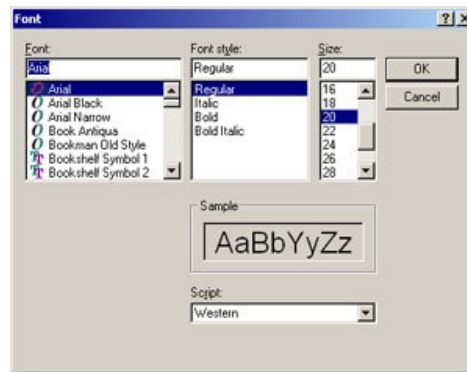 Font
Font:
Arial
Arial
Arial Black
Arial Narrow
Book Antiqua
Bookman Old Style
Bookshelf Symbol 1
Bookshelf Symbol 2
Font style:
Regular
Regular
Italic
Bold
Bold Italic
Size:
20
16
18
20
22
24
26
28
OK
Cancel
Sample
AaBbYyZz
Script:
Western